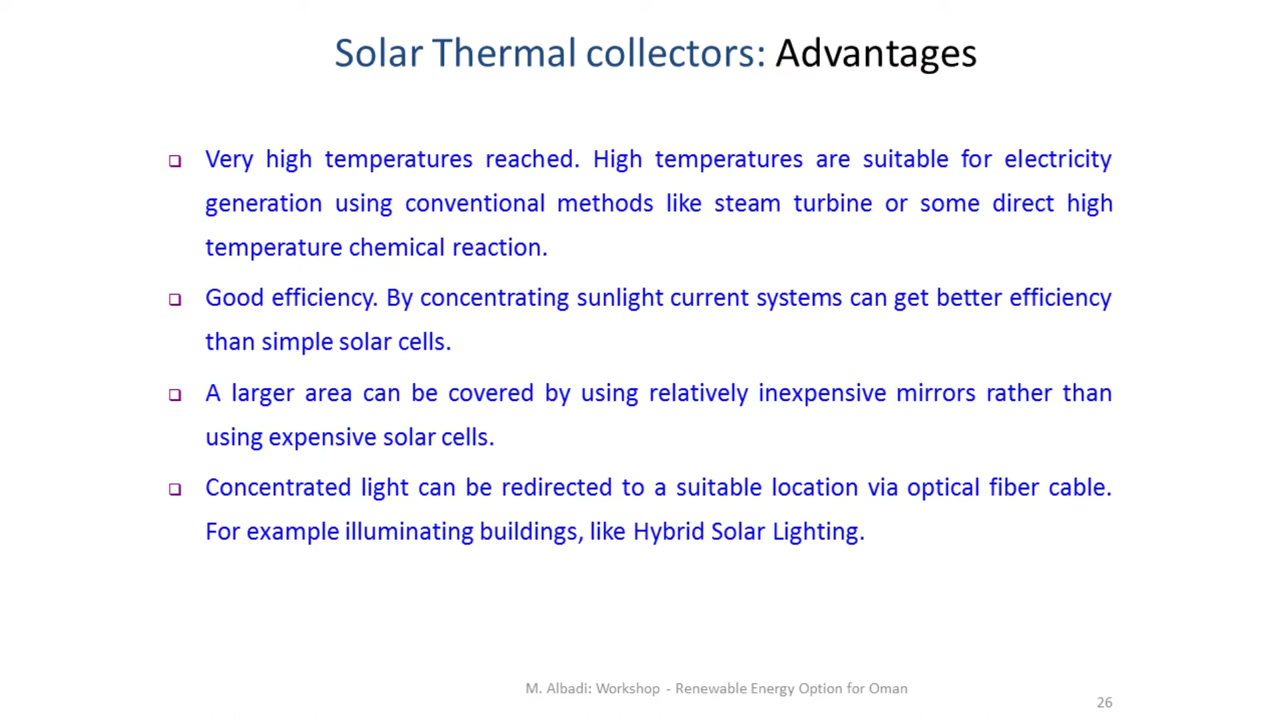 Solar Thermal collectors: Advantages
❑ Very high temperatures reached. High temperatures are suitable for electricity
generation using conventional methods like steam turbine or some direct high
temperature chemical reaction.
❑ Good efficiency. By concentrating sunlight current systems can get better efficiency
than simple solar cells.
❑ A larger area can be covered by using relatively inexpensive mirrors rather than
using expensive solar cells.
❑ Concentrated light can be redirected to a suitable location via optical fiber cable.
For example illuminating buildings, like Hybrid Solar Lighting.
M. Albadi: Workshop - Renewable Energy Option for Oman
26